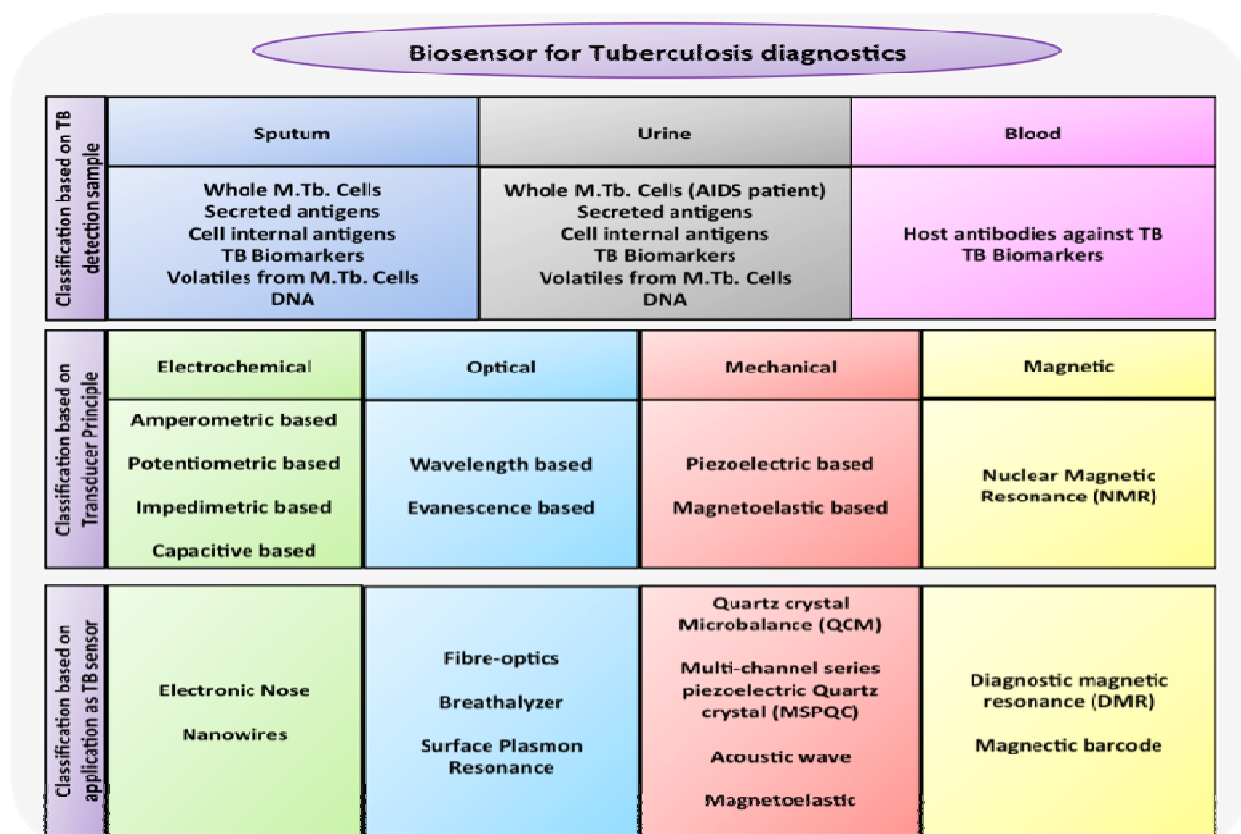 Biosensor for Tuberculosis diagnostics
Classification based on TB
detection sample
Sputum
Whole M.Tb. Cells
Secreted antigens
Cell internal antigens
TB Biomarkers
Volatiles from M.Tb. Cells
DNA
Urine
Whole M.Tb. Cells (AIDS patient)
Secreted antigens
Cell internal antigens
TB Biomarkers
Volatiles from M.Tb. Cells
DNA
Blood
Host antibodies against TB
TB Biomarkers
Classification based on
Transducer Principle
Electrochemical
Amperometric based
Potentiometric based
Impedimetric based
Capacitive based
Optical
Wavelength based
Evanescence based
Mechanical
Piezoelectric based
Magnetoelastic based
Magnetic
Nuclear Magnetic
Resonance (NMR)
Classification based on
application as TB sensor
Electronic Nose
Nanowires
Fibre-optics
Breathalyzer
Surface Plasmon
Resonance
Quartz crystal
Microbalance (QCM)
Multi-channel series
piezoelectric Quartz
crystal (MSPQC)
Acoustic wave
Magnetoelastic
Diagnostic magnetic
resonance (DMR)
Magnectic barcode